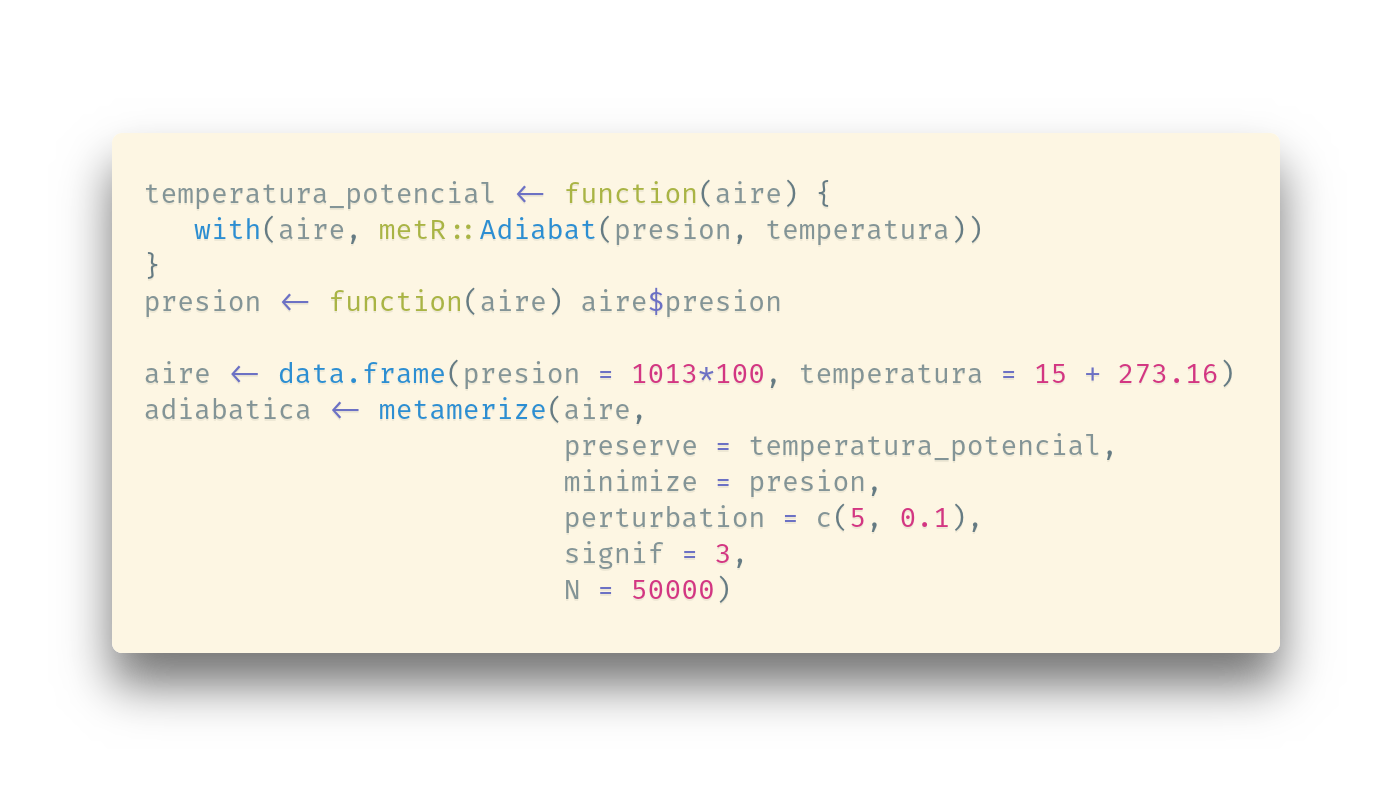 temperatura_potencial <- function(aire) {
   with(aire, metR::Adiabat(presion, temperatura))
}
presion <- function(aire) aire$presion

aire <- data.frame(presion = 1013*100, temperatura = 15 + 273.16)
adiabatica <- metamerize(aire,
                         preserve = temperatura_potencial,
                         minimize = presion,
                         perturbation = c(5, 0.1),
                         signif = 3,
                         N = 50000)